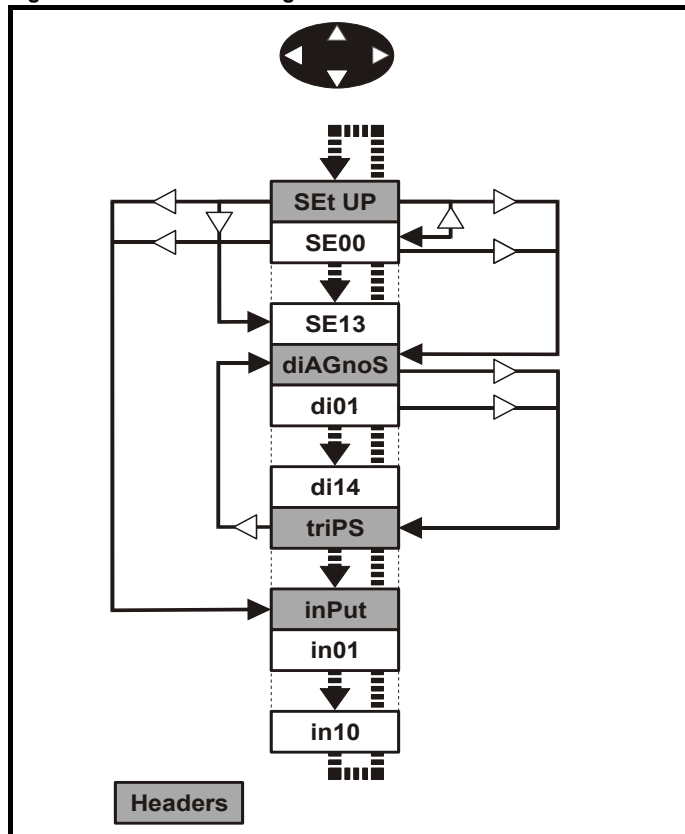 SEt UP
SE00
SE13
diAGnoS
di01
di14
triPS
inPut
in01
in10
Headers